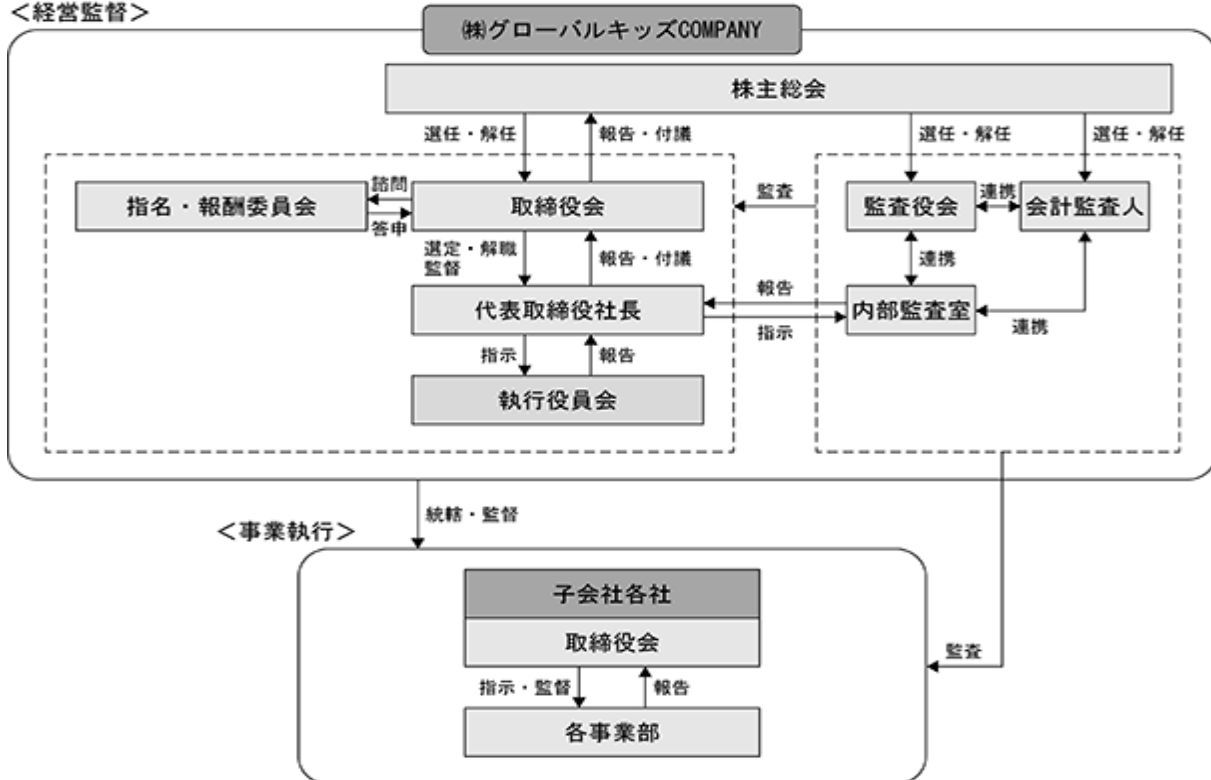 ＜経営監督＞
㈱グローバルキッズCOMPANY
株主総会
選任・解任
報告・付議
選任・解任
選任・解任
指名・報酬委員会
諮問
答申
取締役会
監査
監査役会
連携
会計監査人
選定・解職
監督
報告・付議
連携
代表取締役社長
報告
指示
内部監査室
連携
指示
報告
執行役員会
統轄・監督
＜事業執行＞
子会社各社
取締役会
監査
指示・監督
報告
各事業部